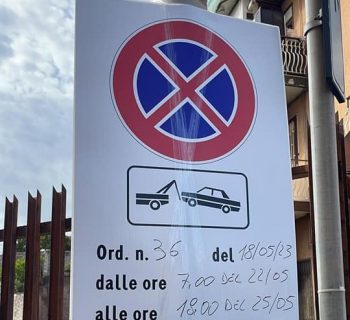 Ord. n. 36 del 18/05/23
dalle ore 7,00 DEL 22/05
alle ore 18,00 DEL 25/05